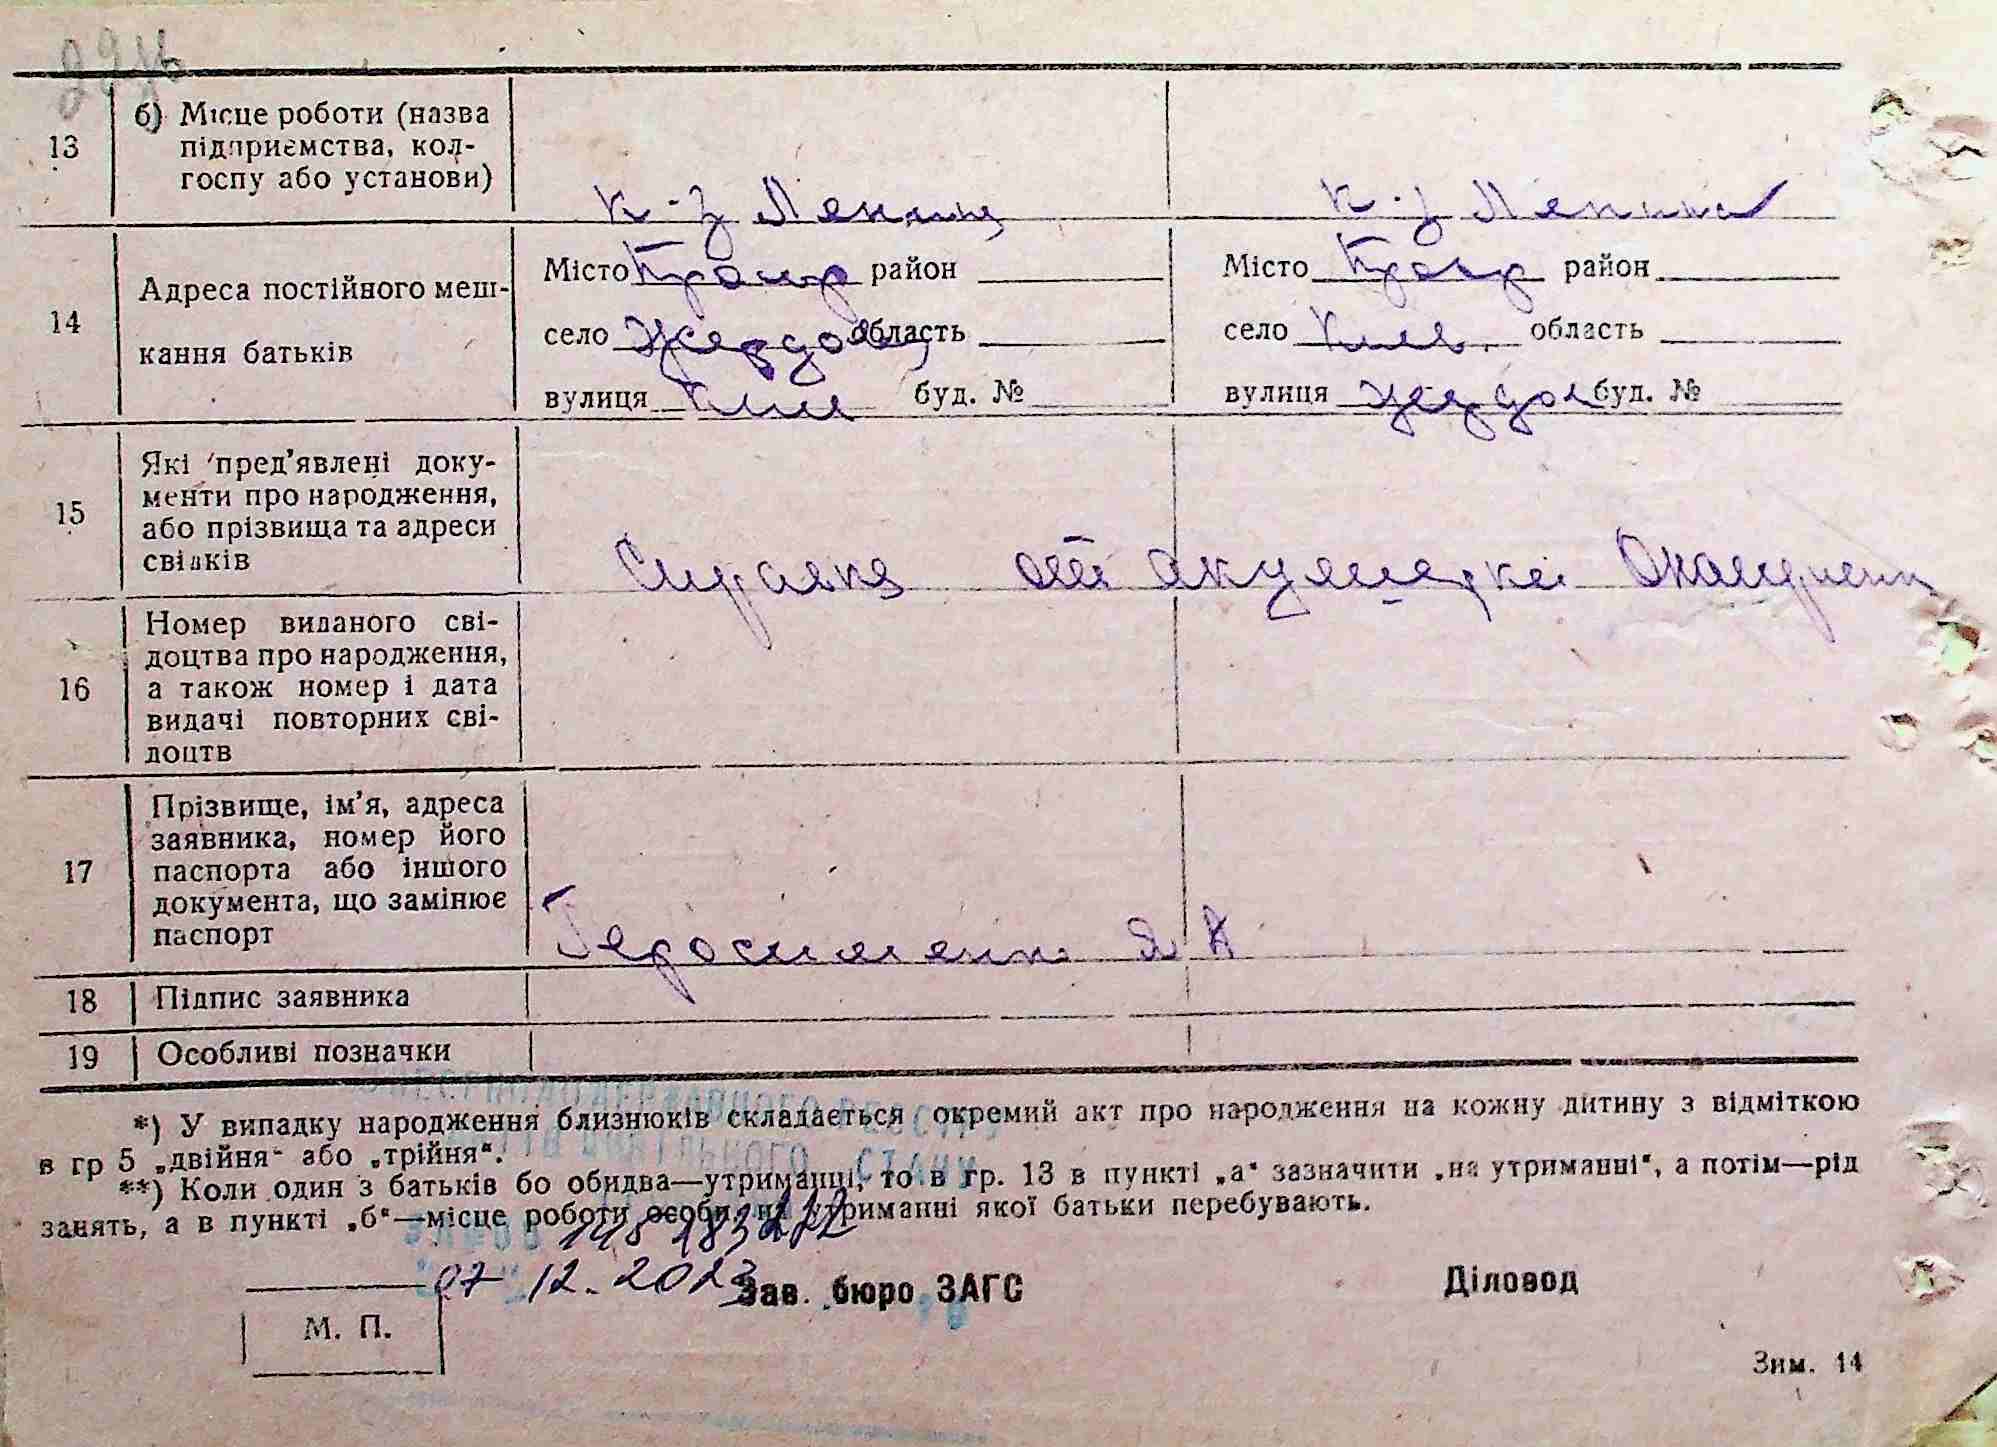 13
б) Місце роботи (назва
підприємства, кол-
госпу або установи)
к-з Ленина
к-з Ленина
14
Адреса постійного меш-
кання батьків
Місто район
село область
вулиця буд. №
Місто район
село Киев. область
вулиця буд. №
15
Які пред'явлені доку-
менти про народження,
або прізвища та адреси
свідків
Справка от акушерки
16
Номер виданого сві-
доцтва про народження,
а також номер і дата
видачі повторних сві-
доцтв
17
Прізвище, ім'я, адреса
заявника, номер його
паспорта або іншого
документа, що замінює
паспорт
Герасименко
18
Підпис заявника
19
Особливі позначки
*) У випадку народження близнюків складається окремий акт про народження на кожну дитину з відміткою
в гр 5 „двійня“ або „трійня“.
**) Коли один з батьків бо обидва—утриманці, то в гр. 13 в пункті „а“ зазначити „на утриманні“, а потім—рід
занять, а в пункті „б“—місце роботи особи, на утриманні якої батьки перебувають.
07.12.2023
Зав. бюро ЗАГС
Діловод
М. П.
Зим. 14